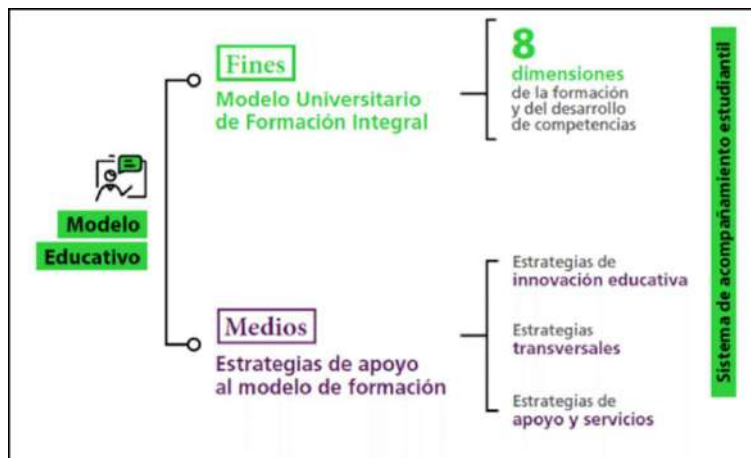 Modelo
Educativo
Fines
Modelo Universitario
de Formación Integral
8
dimensiones
de la formación
y del desarrollo
de competencias
Medios
Estrategias de apoyo
al modelo de formación
Estrategias de
innovación educativa
Estrategias
transversales
Estrategias de
apoyo y servicios
Sistema de acompañamiento estudiantil